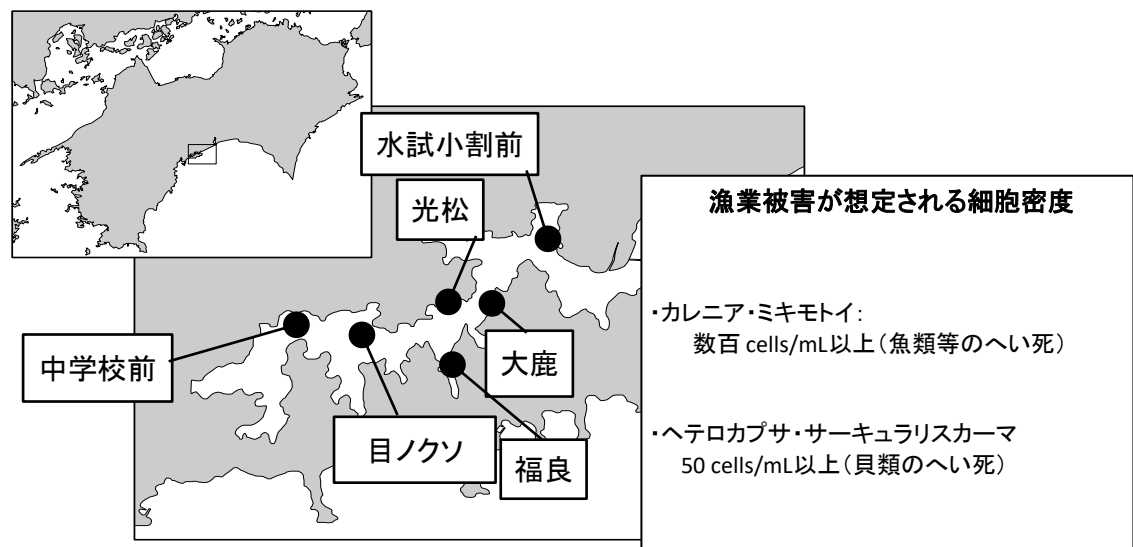 水試小割前
光松
中学校前
目ノクソ
福良
大鹿
漁業被害が想定される細胞密度
・カレニア・ミキモトイ:
数百 cells/mL以上(魚類等のへい死)
・ヘテロカプサ・サーキュラリスカーマ
50 cells/mL以上(貝類のへい死)